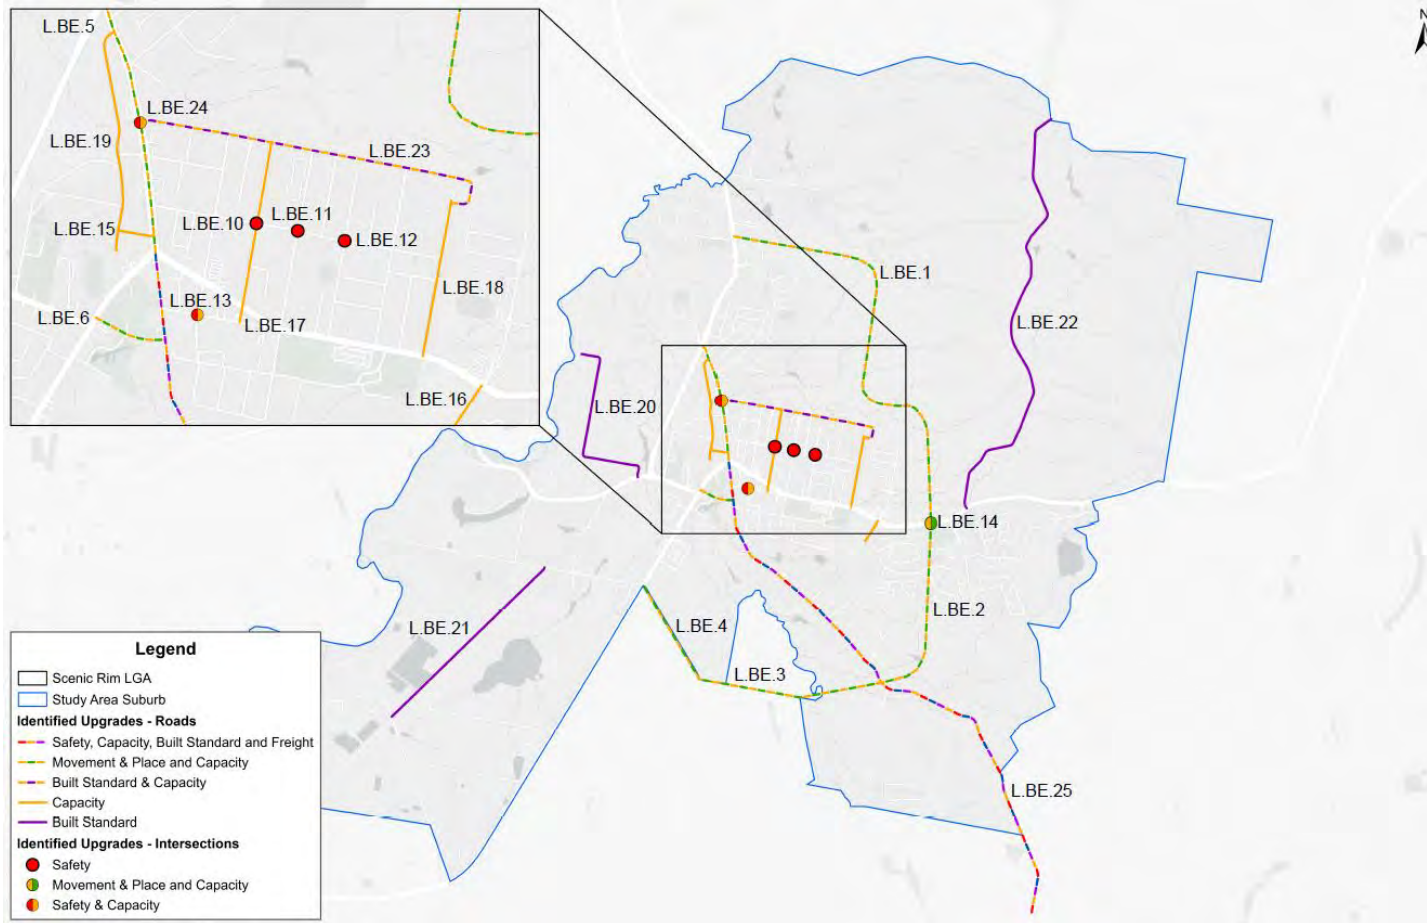 N
L.BE.5
L.BE.24
L.BE.19
L.BE.23
L.BE.10
L.BE.11
L.BE.12
L.BE.15
L.BE.18
L.BE.13
L.BE.6
L.BE.17
L.BE.16
L.BE.1
L.BE.22
L.BE.20
L.BE.14
L.BE.2
L.BE.21
L.BE.4
L.BE.3
L.BE.25
Legend
Scenic Rim LGA
Study Area Suburb
Identified Upgrades - Roads
Safety, Capacity, Built Standard and Freight
Movement & Place and Capacity
Built Standard & Capacity
Capacity
Built Standard
Identified Upgrades - Intersections
Safety
Movement & Place and Capacity
Safety & Capacity